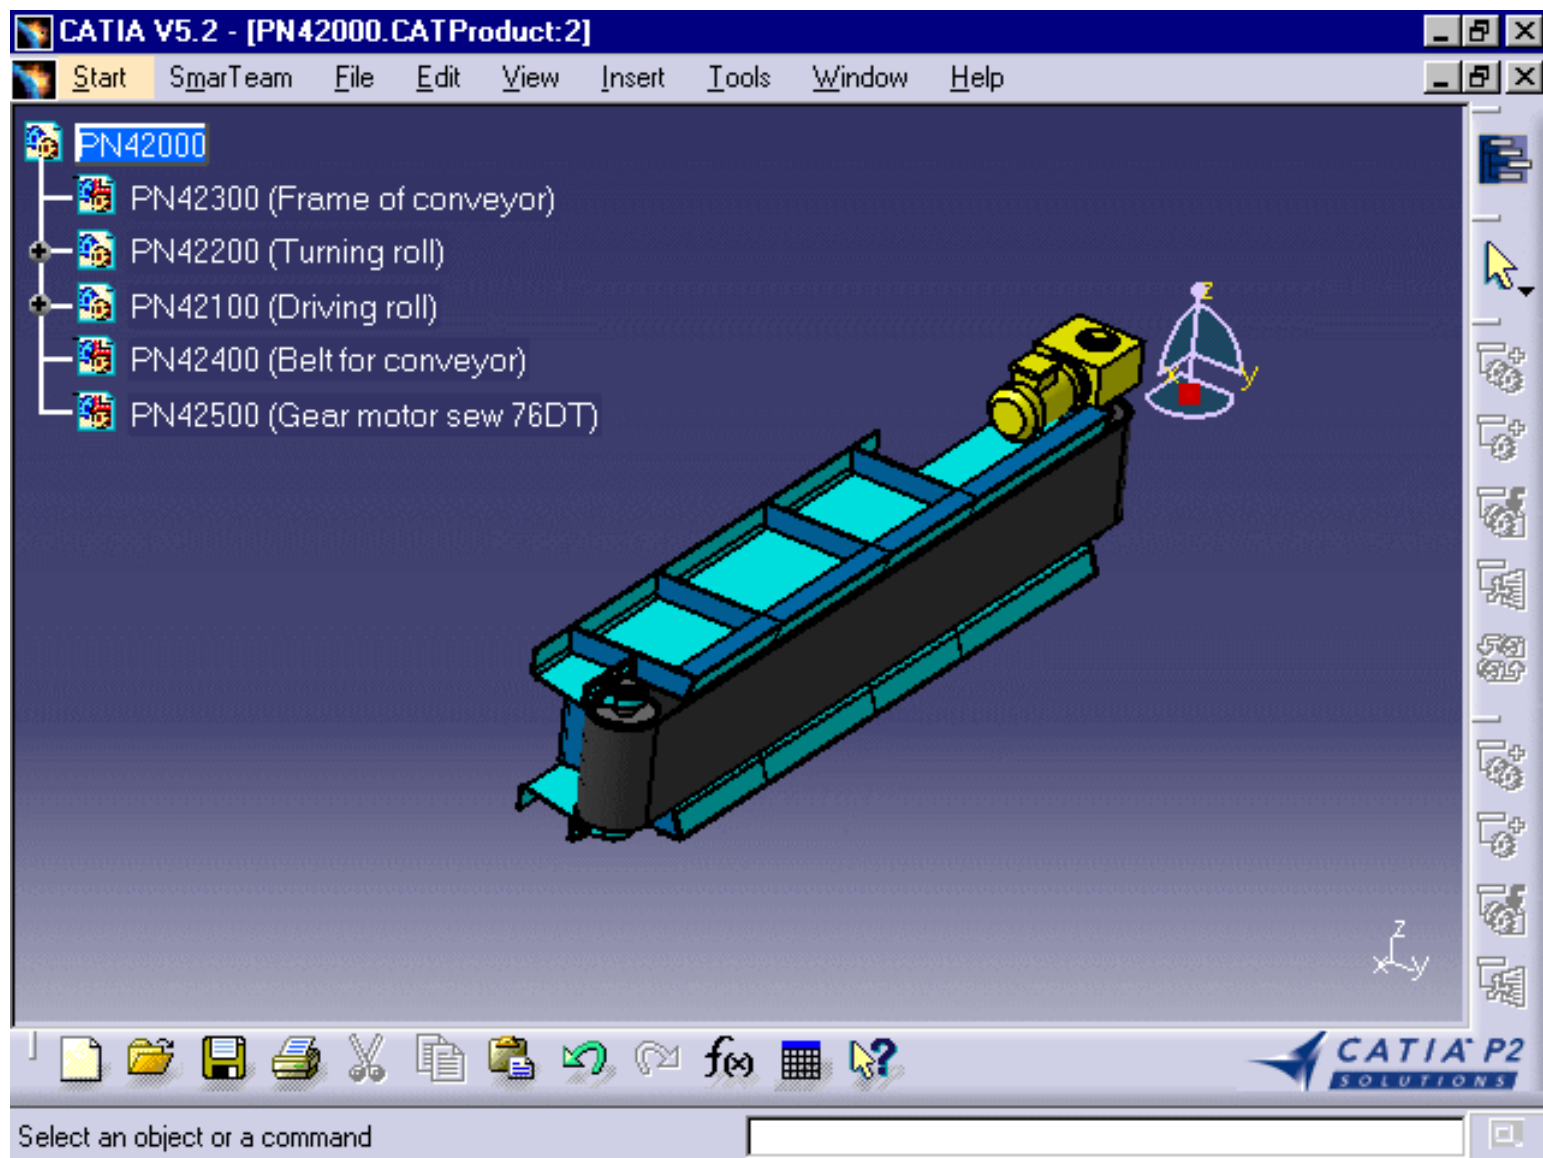 CATIA V5.2 - [PN42000.CATProduct:2]
Start SmarTeam File Edit View Insert Tools Window Help
PN42000
PN42300 (Frame of conveyor)
PN42200 (Turning roll)
PN42100 (Driving roll)
PN42400 (Belt for conveyor)
PN42500 (Gear motor sew 76DT)
z
x y
z
x y
f(x)
CATIA P2
SOLUTIONS
Select an object or a command